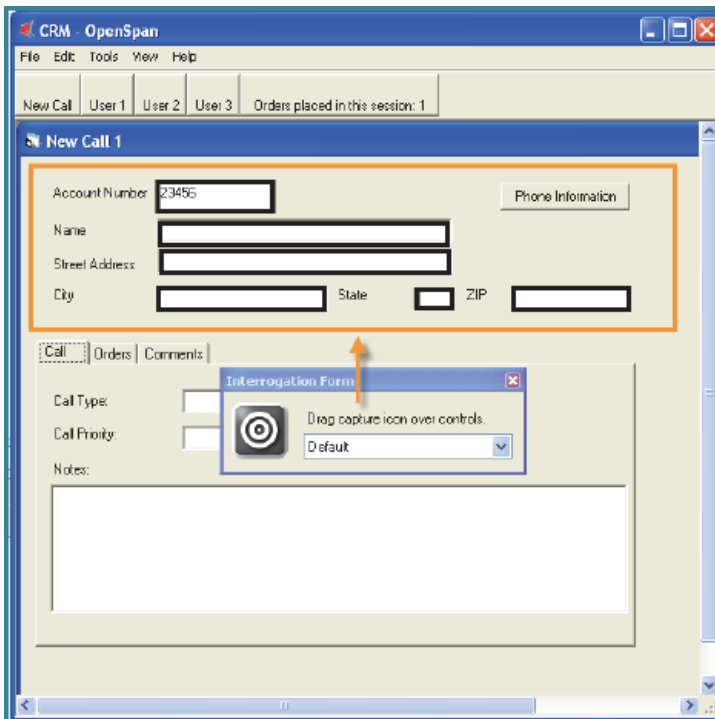 CRM - OpenSpan
File Edit Tools View Help
New Call User 1 User 2 User 3 Orders placed in this session: 1
New Call 1
Account Number 23456 Phone Information
Name
Street Address
City State ZIP
Call Orders Comments
Interrogation Form
Call Type:
Drag capture icon over controls.
Call Priority:
Default
Notes: